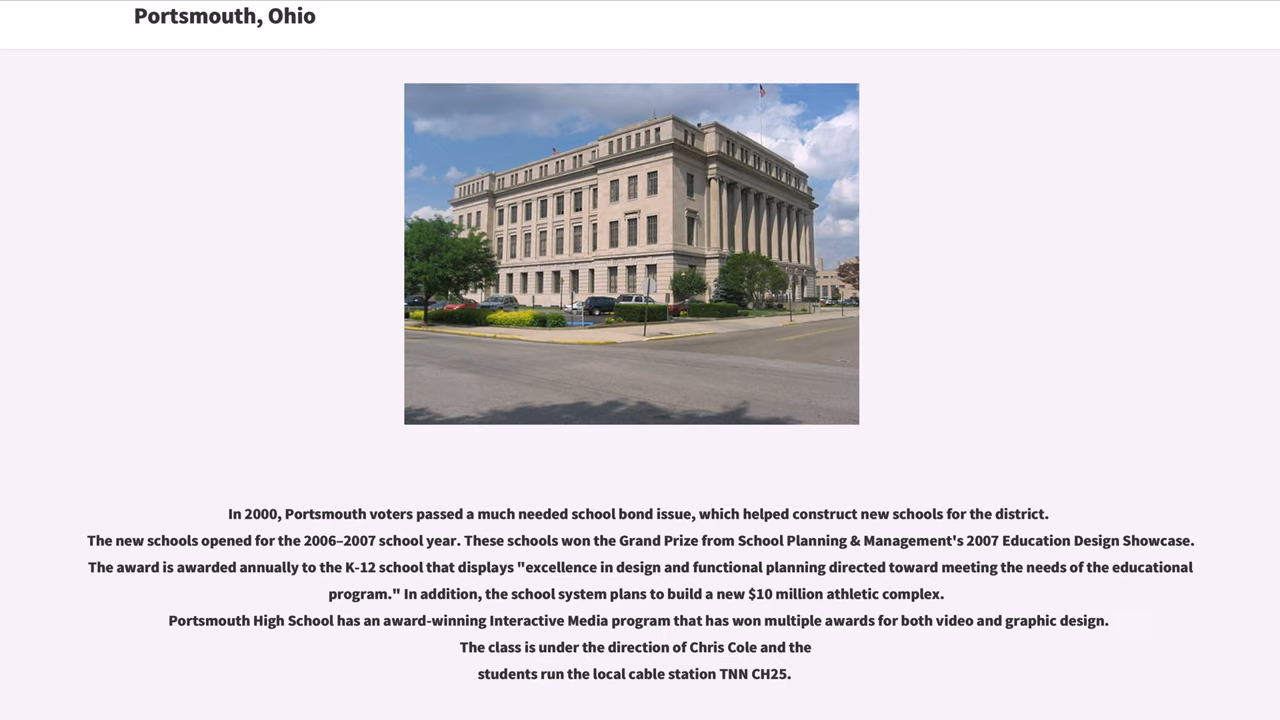 Portsmouth, Ohio
In 2000, Portsmouth voters passed a much needed school bond issue, which helped construct new schools for the district.
The new schools opened for the 2006–2007 school year. These schools won the Grand Prize from School Planning & Management's 2007 Education Design Showcase.
The award is awarded annually to the K-12 school that displays "excellence in design and functional planning directed toward meeting the needs of the educational
program." In addition, the school system plans to build a new $10 million athletic complex.
Portsmouth High School has an award-winning Interactive Media program that has won multiple awards for both video and graphic design.
The class is under the direction of Chris Cole and the
students run the local cable station TNN CH25.